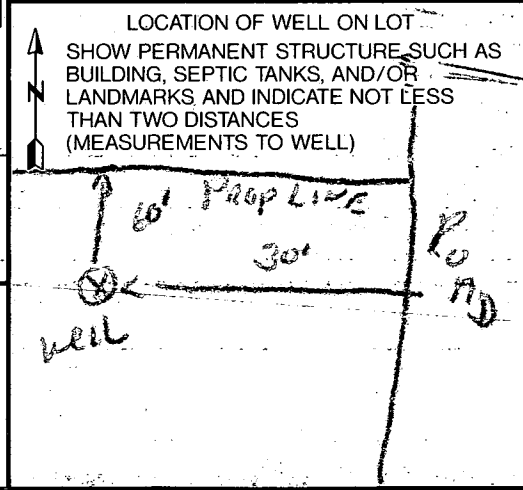 LOCATION OF WELL ON LOT
SHOW PERMANENT STRUCTURE SUCH AS
BUILDING, SEPTIC TANKS, AND/OR
LANDMARKS AND INDICATE NOT LESS
THAN TWO DISTANCES
(MEASUREMENTS TO WELL)
N
60' PROP LINE
30'
ROAD
well